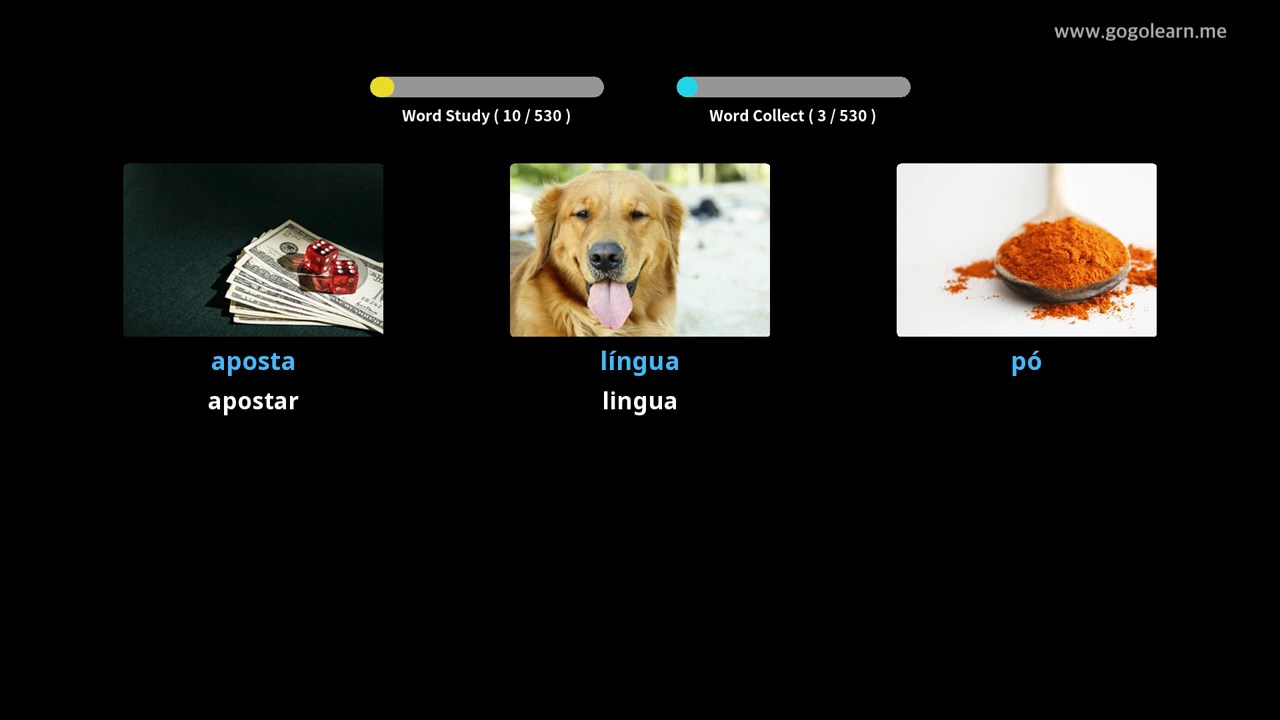 www.gogolearn.me
Word Study ( 10 / 530 )
Word Collect ( 3 / 530 )
aposta
língua
pó
apostar
lingua